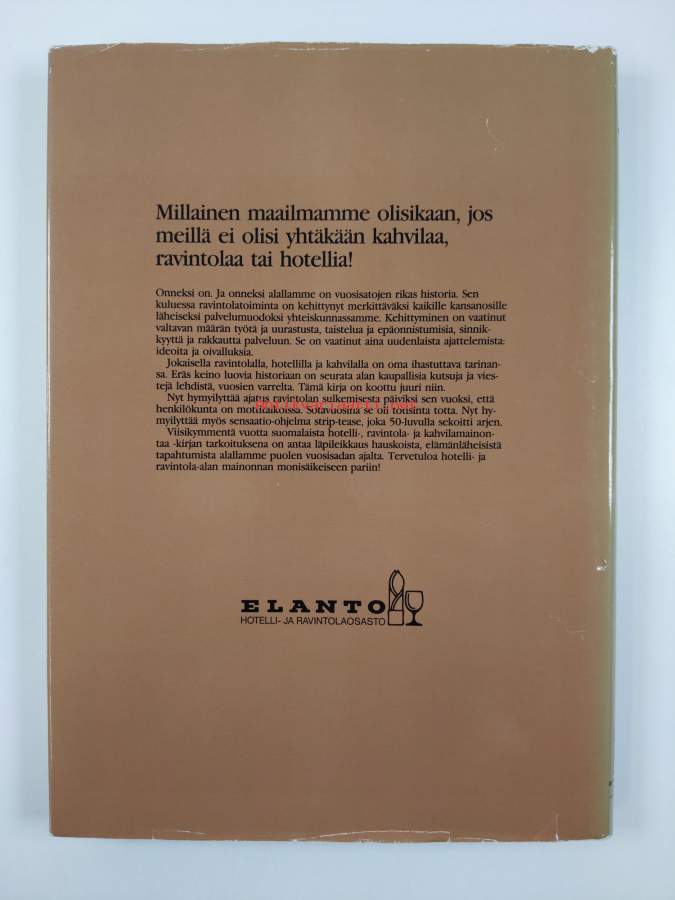 Millainen maailmamme olisikaan, jos
meillä ei olisi yhtäkään kahvilaa,
ravintolaa tai hotellia!
Onneksi on. Ja onneksi alallamme on vuosisatojen rikas historia. Sen
kuluessa ravintolatoiminta on kehittynyt merkittäväksi kaikille kansanosille
läheiseksi palvelumuodoksi yhteiskunnassamme. Kehittyminen on vaatinut
valtavan määrän työtä ja uurastusta, taistelua ja epäonnistumisia, sinnik-
kyyttä ja rakkautta palveluun. Se on vaatinut aina uudenlaista ajattelemista:
ideoita ja oivalluksia.
Jokaisella ravintolalla, hotellilla ja kahvilalla on oma ihastuttava tarinan-
sa. Eräs keino luovia historiaan on seurata alan kaupallisia kutsuja ja vies-
tejä lehdistä, vuosien varrelta. Tämä kirja on koottu juuri niin.
Nyt hymyilyttää ajatus ravintolan sulkemisesta päiviksi sen vuoksi, että
henkilökunta on mottitalkoissa. Sotavuosina se oli totisinta totta. Nyt hy-
myilyttää myös sensaatio-ohjelma strip-tease, joka 50-luvulla sekoitti arjen.
Viisikymmentä vuotta suomalaista hotelli-, ravintola- ja kahvilamainon-
taa -kirjan tarkoituksena on antaa läpileikkaus hauskoista, elämänläheisistä
tapahtumista alallamme puolen vuosisadan ajalta. Tervetuloa hotelli- ja
ravintola-alan mainonnan monisäikeiseen pariin!
ELANTO
HOTELLI- JA RAVINTOLAOSASTO